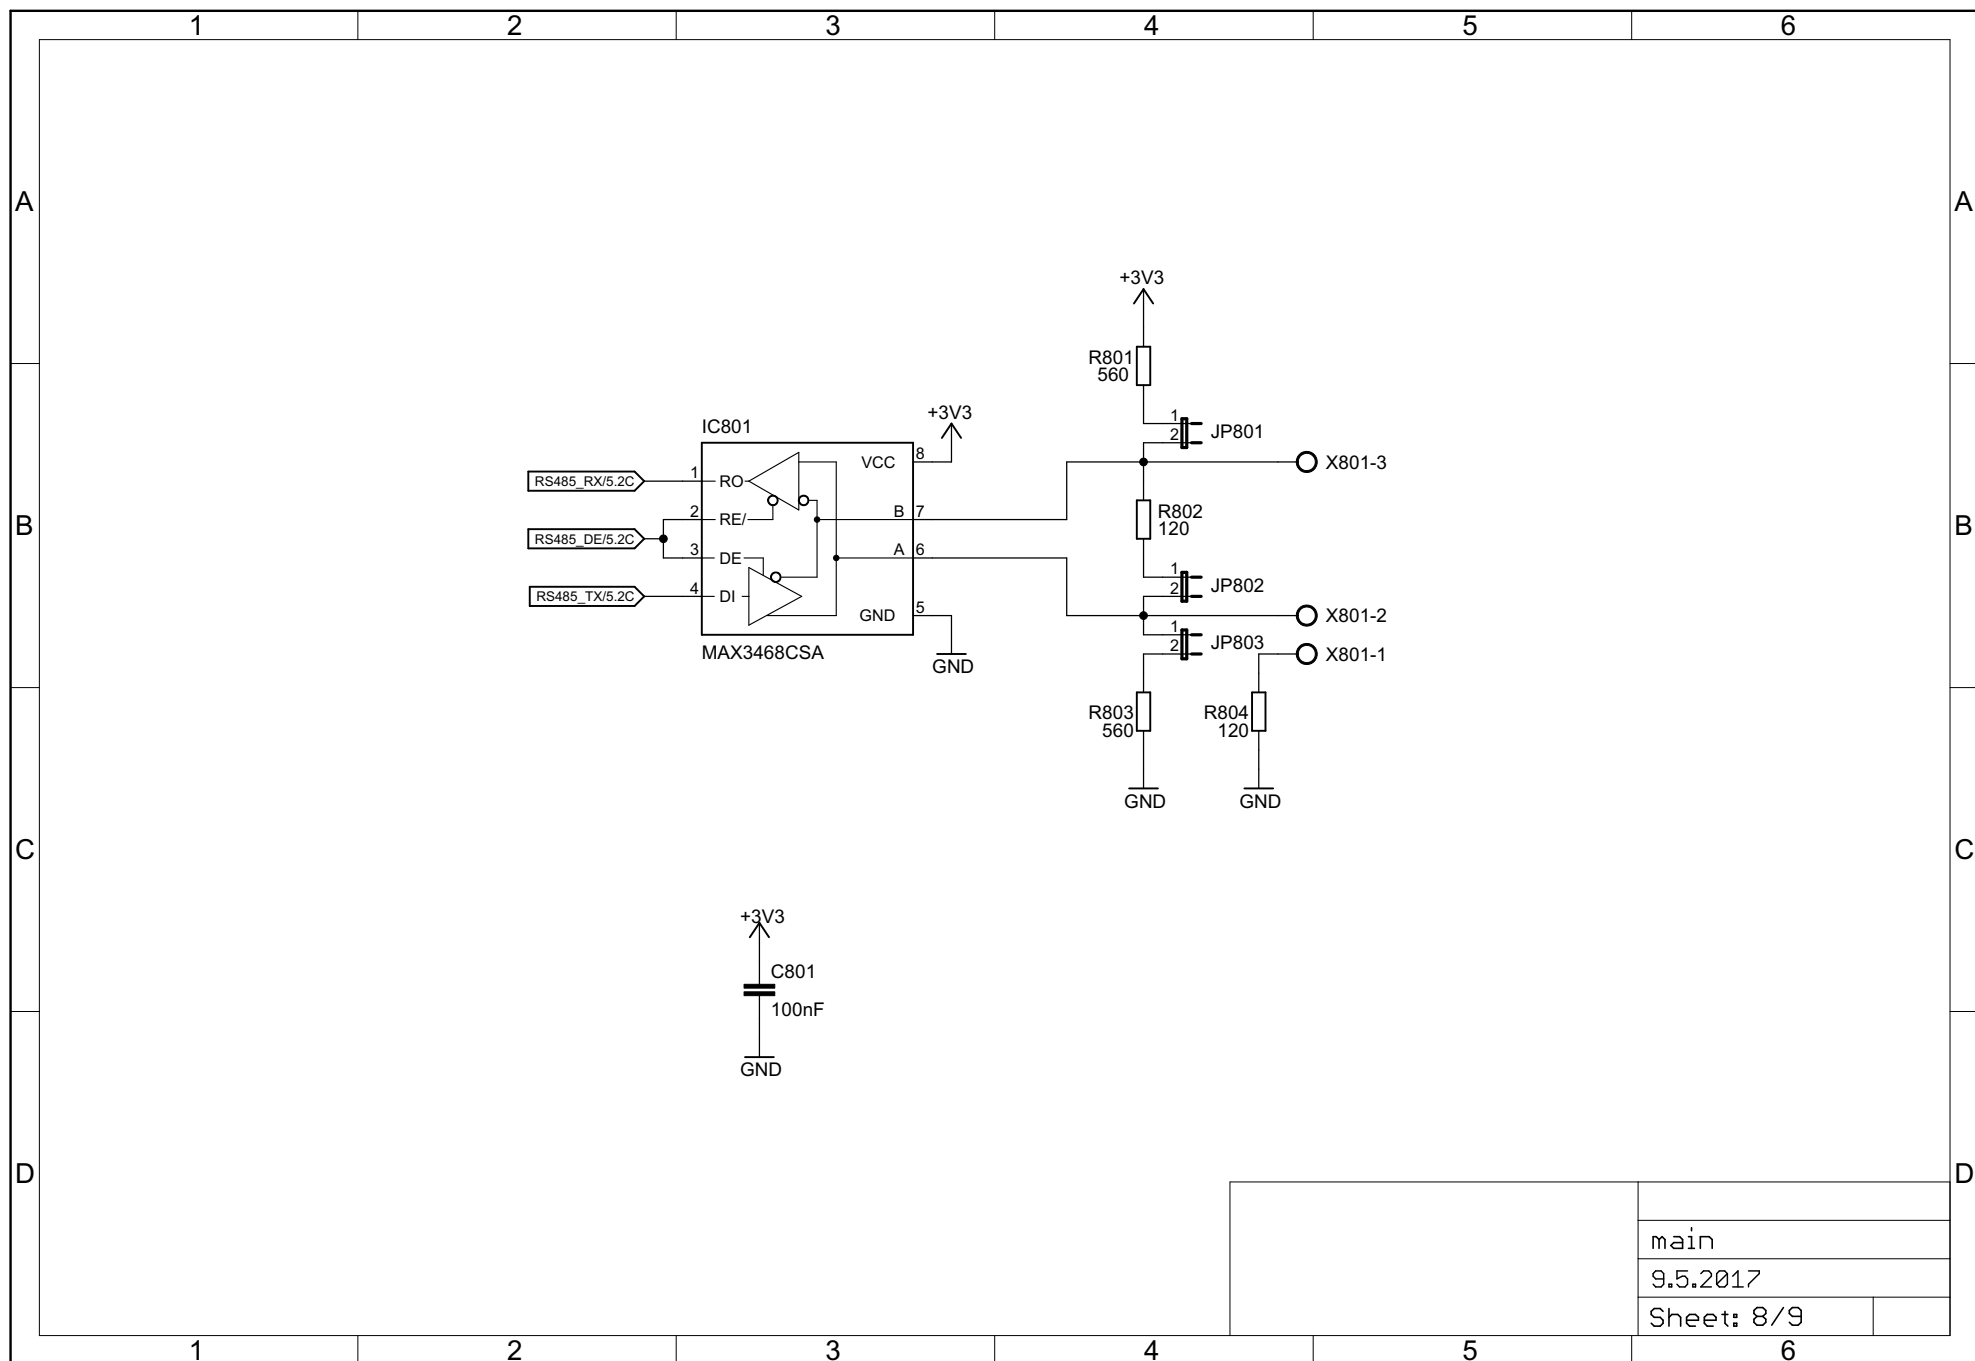 1 2 3 4 5 6
A A
+3V3
R801
560
1
2
JP801
IC801
+3V3
VCC 8
X801-3
RS485_RX/5.2C 1 RO
R802
120
B B
2 RE/ B 7
RS485_DE/5.2C
3 DE A 6
1
2
JP802
RS485_TX/5.2C 4 DI
GND 5
X801-2
1
2
JP803
X801-1
MAX3468CSA
GND
R803
560
R804
120
GND GND
C C
+3V3
C801
100nF
GND
D D
main
9.5.2017
Sheet: 8/9
1 2 3 4 5 6